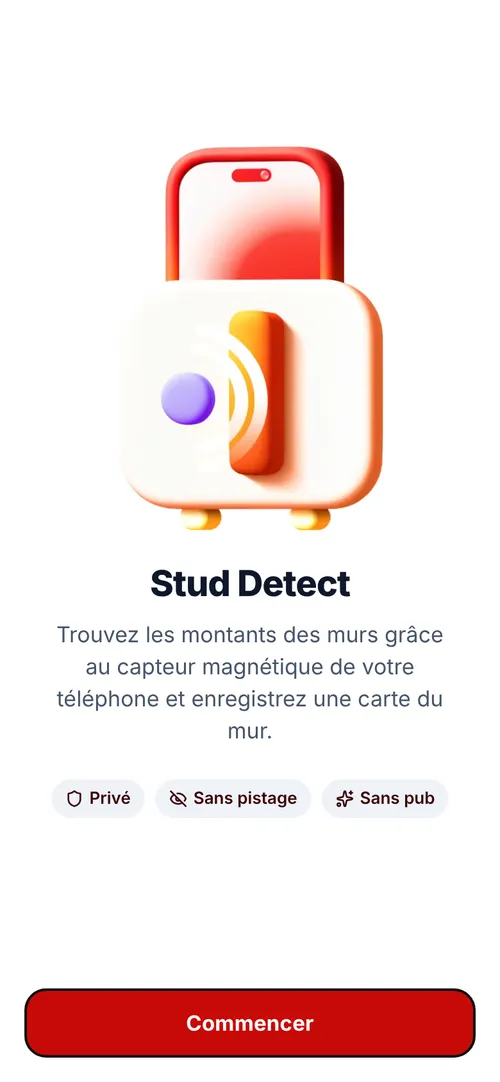 Stud Detect
Trouvez les montants des murs grâce
au capteur magnétique de votre
téléphone et enregistrez une carte du
mur.
Privé
Sans pistage
Sans pub
Commencer